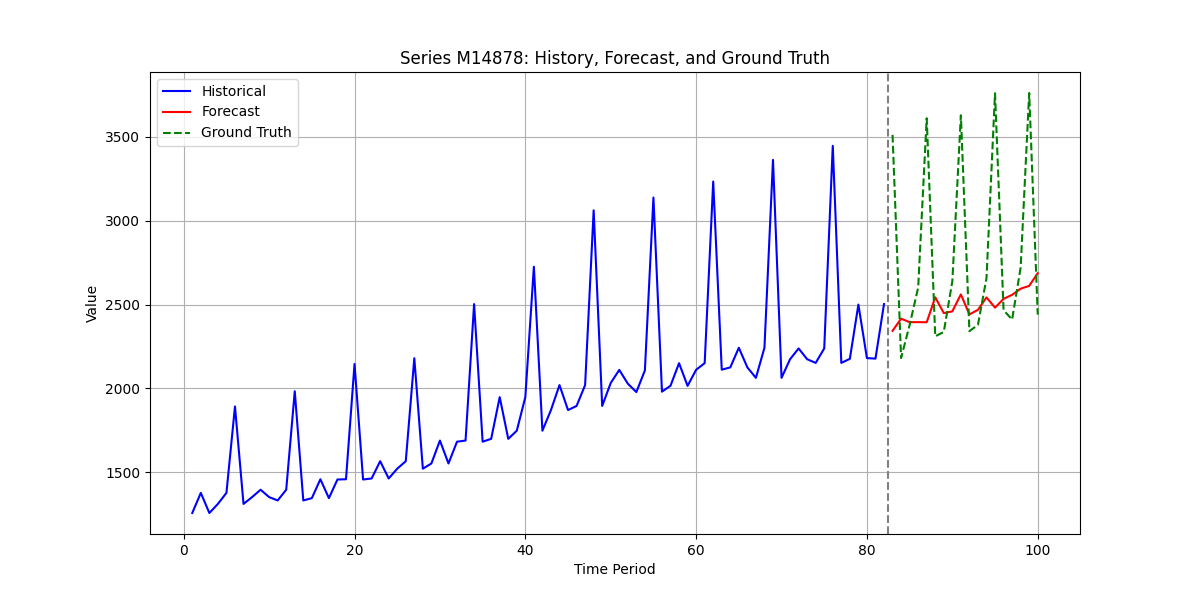 Series M14878: History, Forecast, and Ground Truth
Historical
Forecast
Ground Truth
3500
3000
2500
2000
1500
Value
0 20 40 60 80 100
Time Period